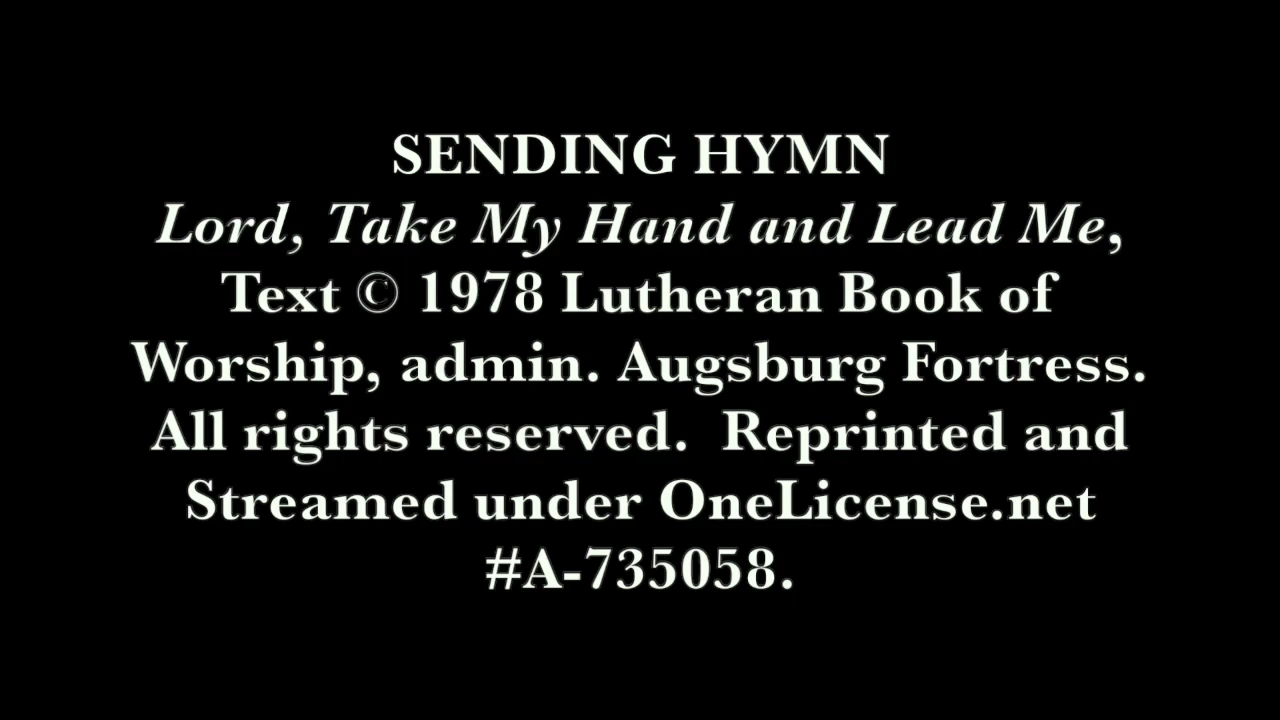 SENDING HYMN
Lord, Take My Hand and Lead Me,
Text © 1978 Lutheran Book of
Worship, admin. Augsburg Fortress.
All rights reserved.  Reprinted and
Streamed under OneLicense.net
#A-735058.